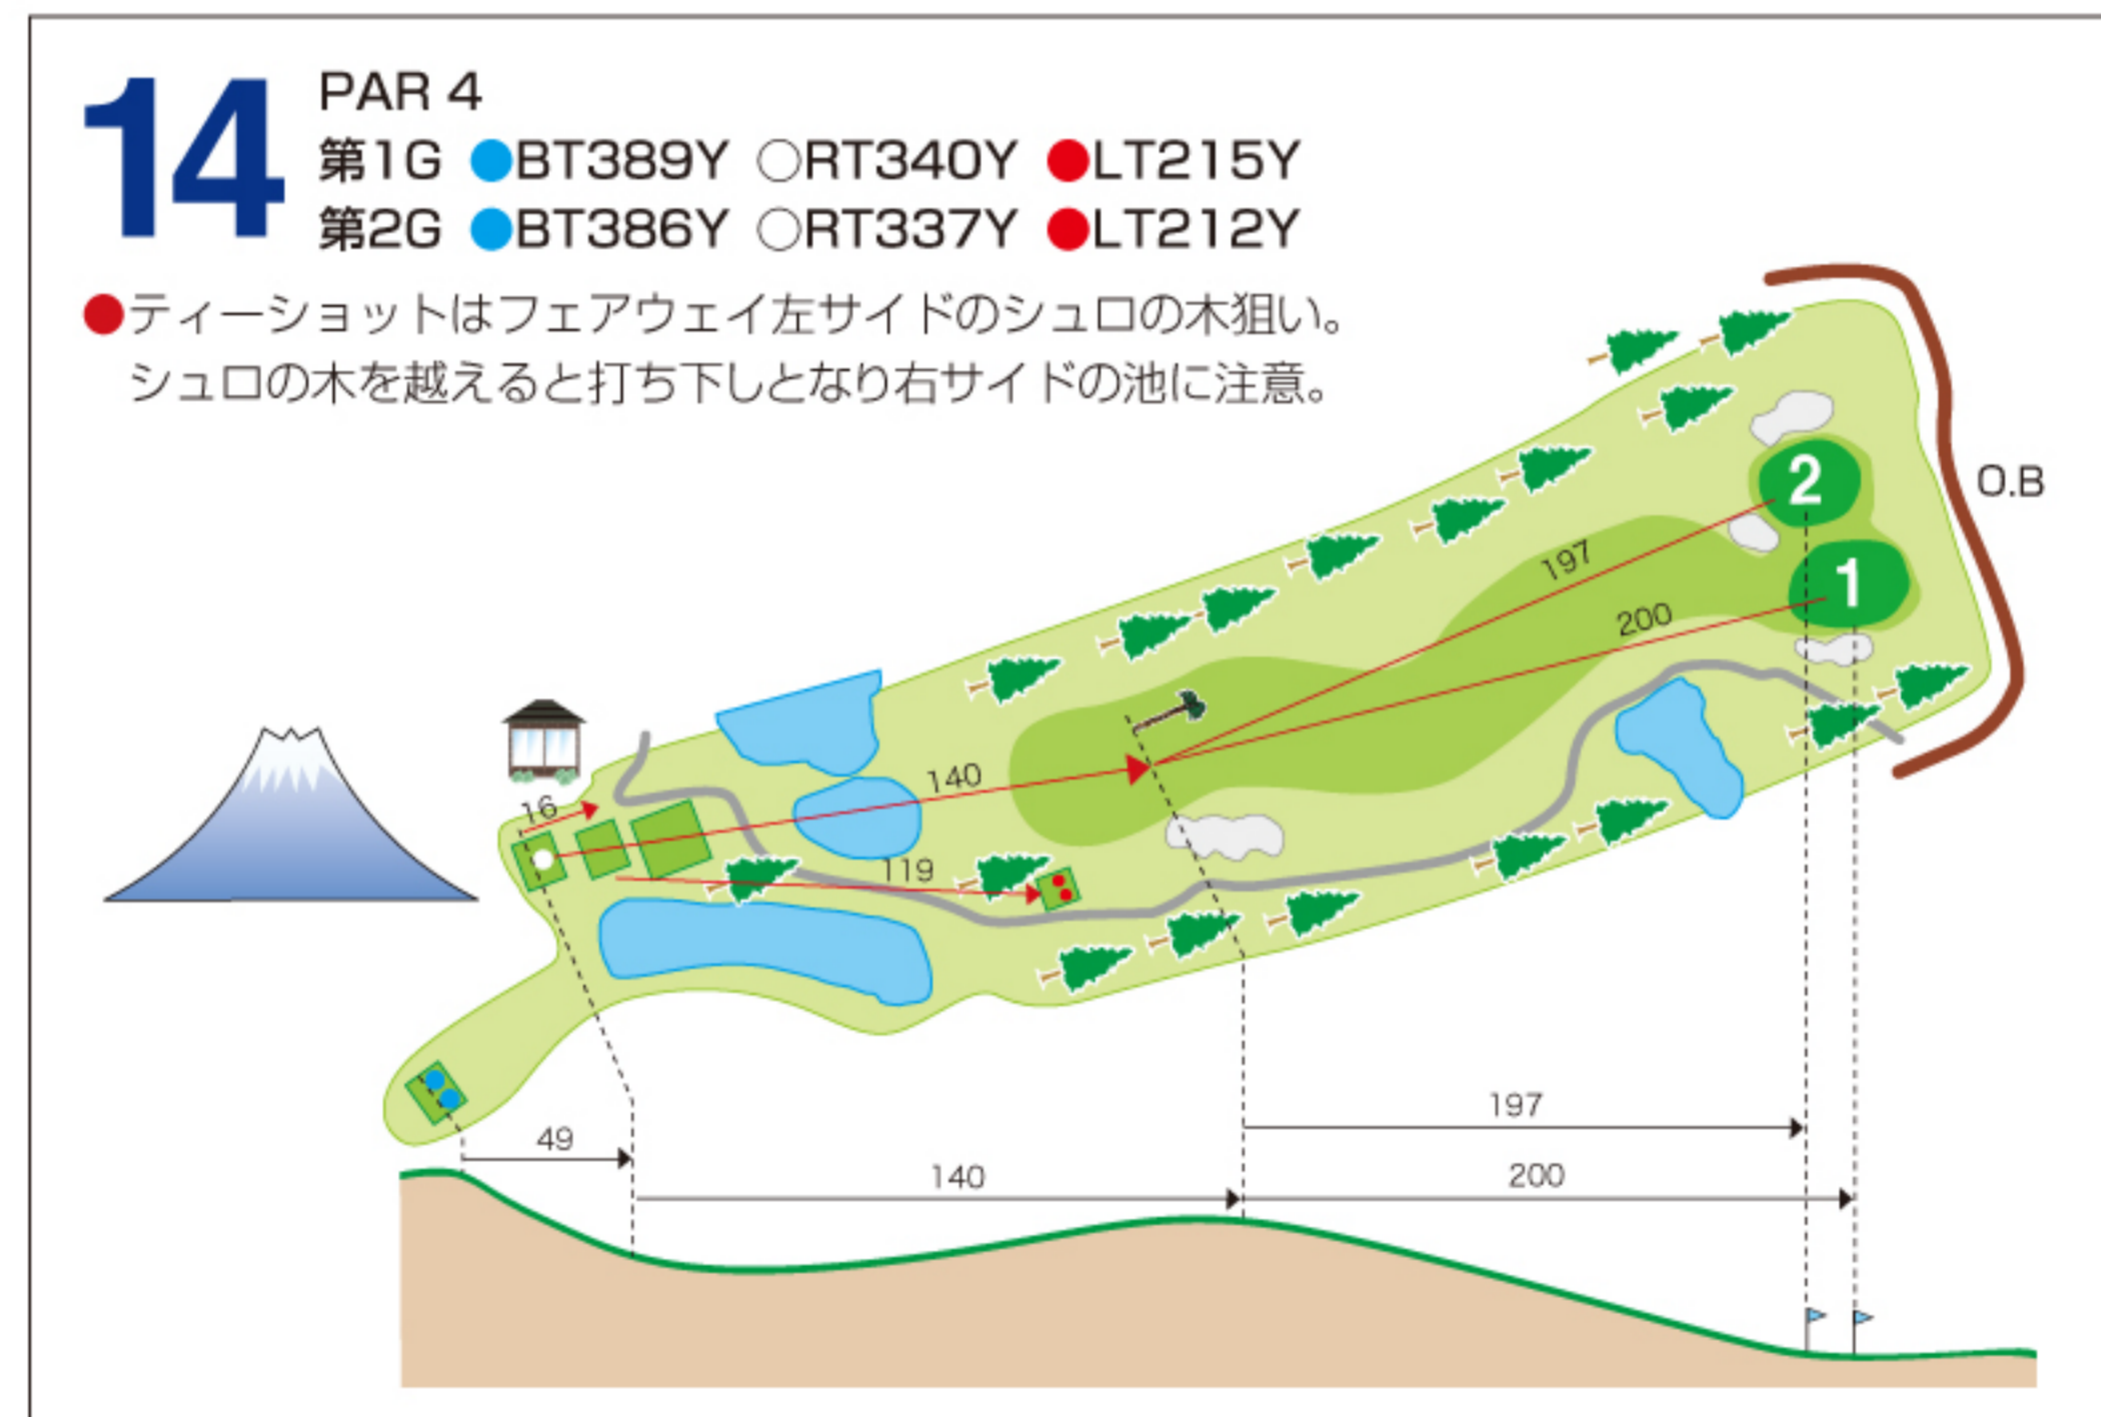 14
PAR 4
第1G ●BT389Y ○RT340Y ●LT215Y
第2G ●BT386Y ○RT337Y ●LT212Y
●ティーショットはフェアウェイ左サイドのシュロの木狙い。
シュロの木を越えると打ち下しとなり右サイドの池に注意。
2
O.B
197
1
200
140
16
119
197
49
140
200